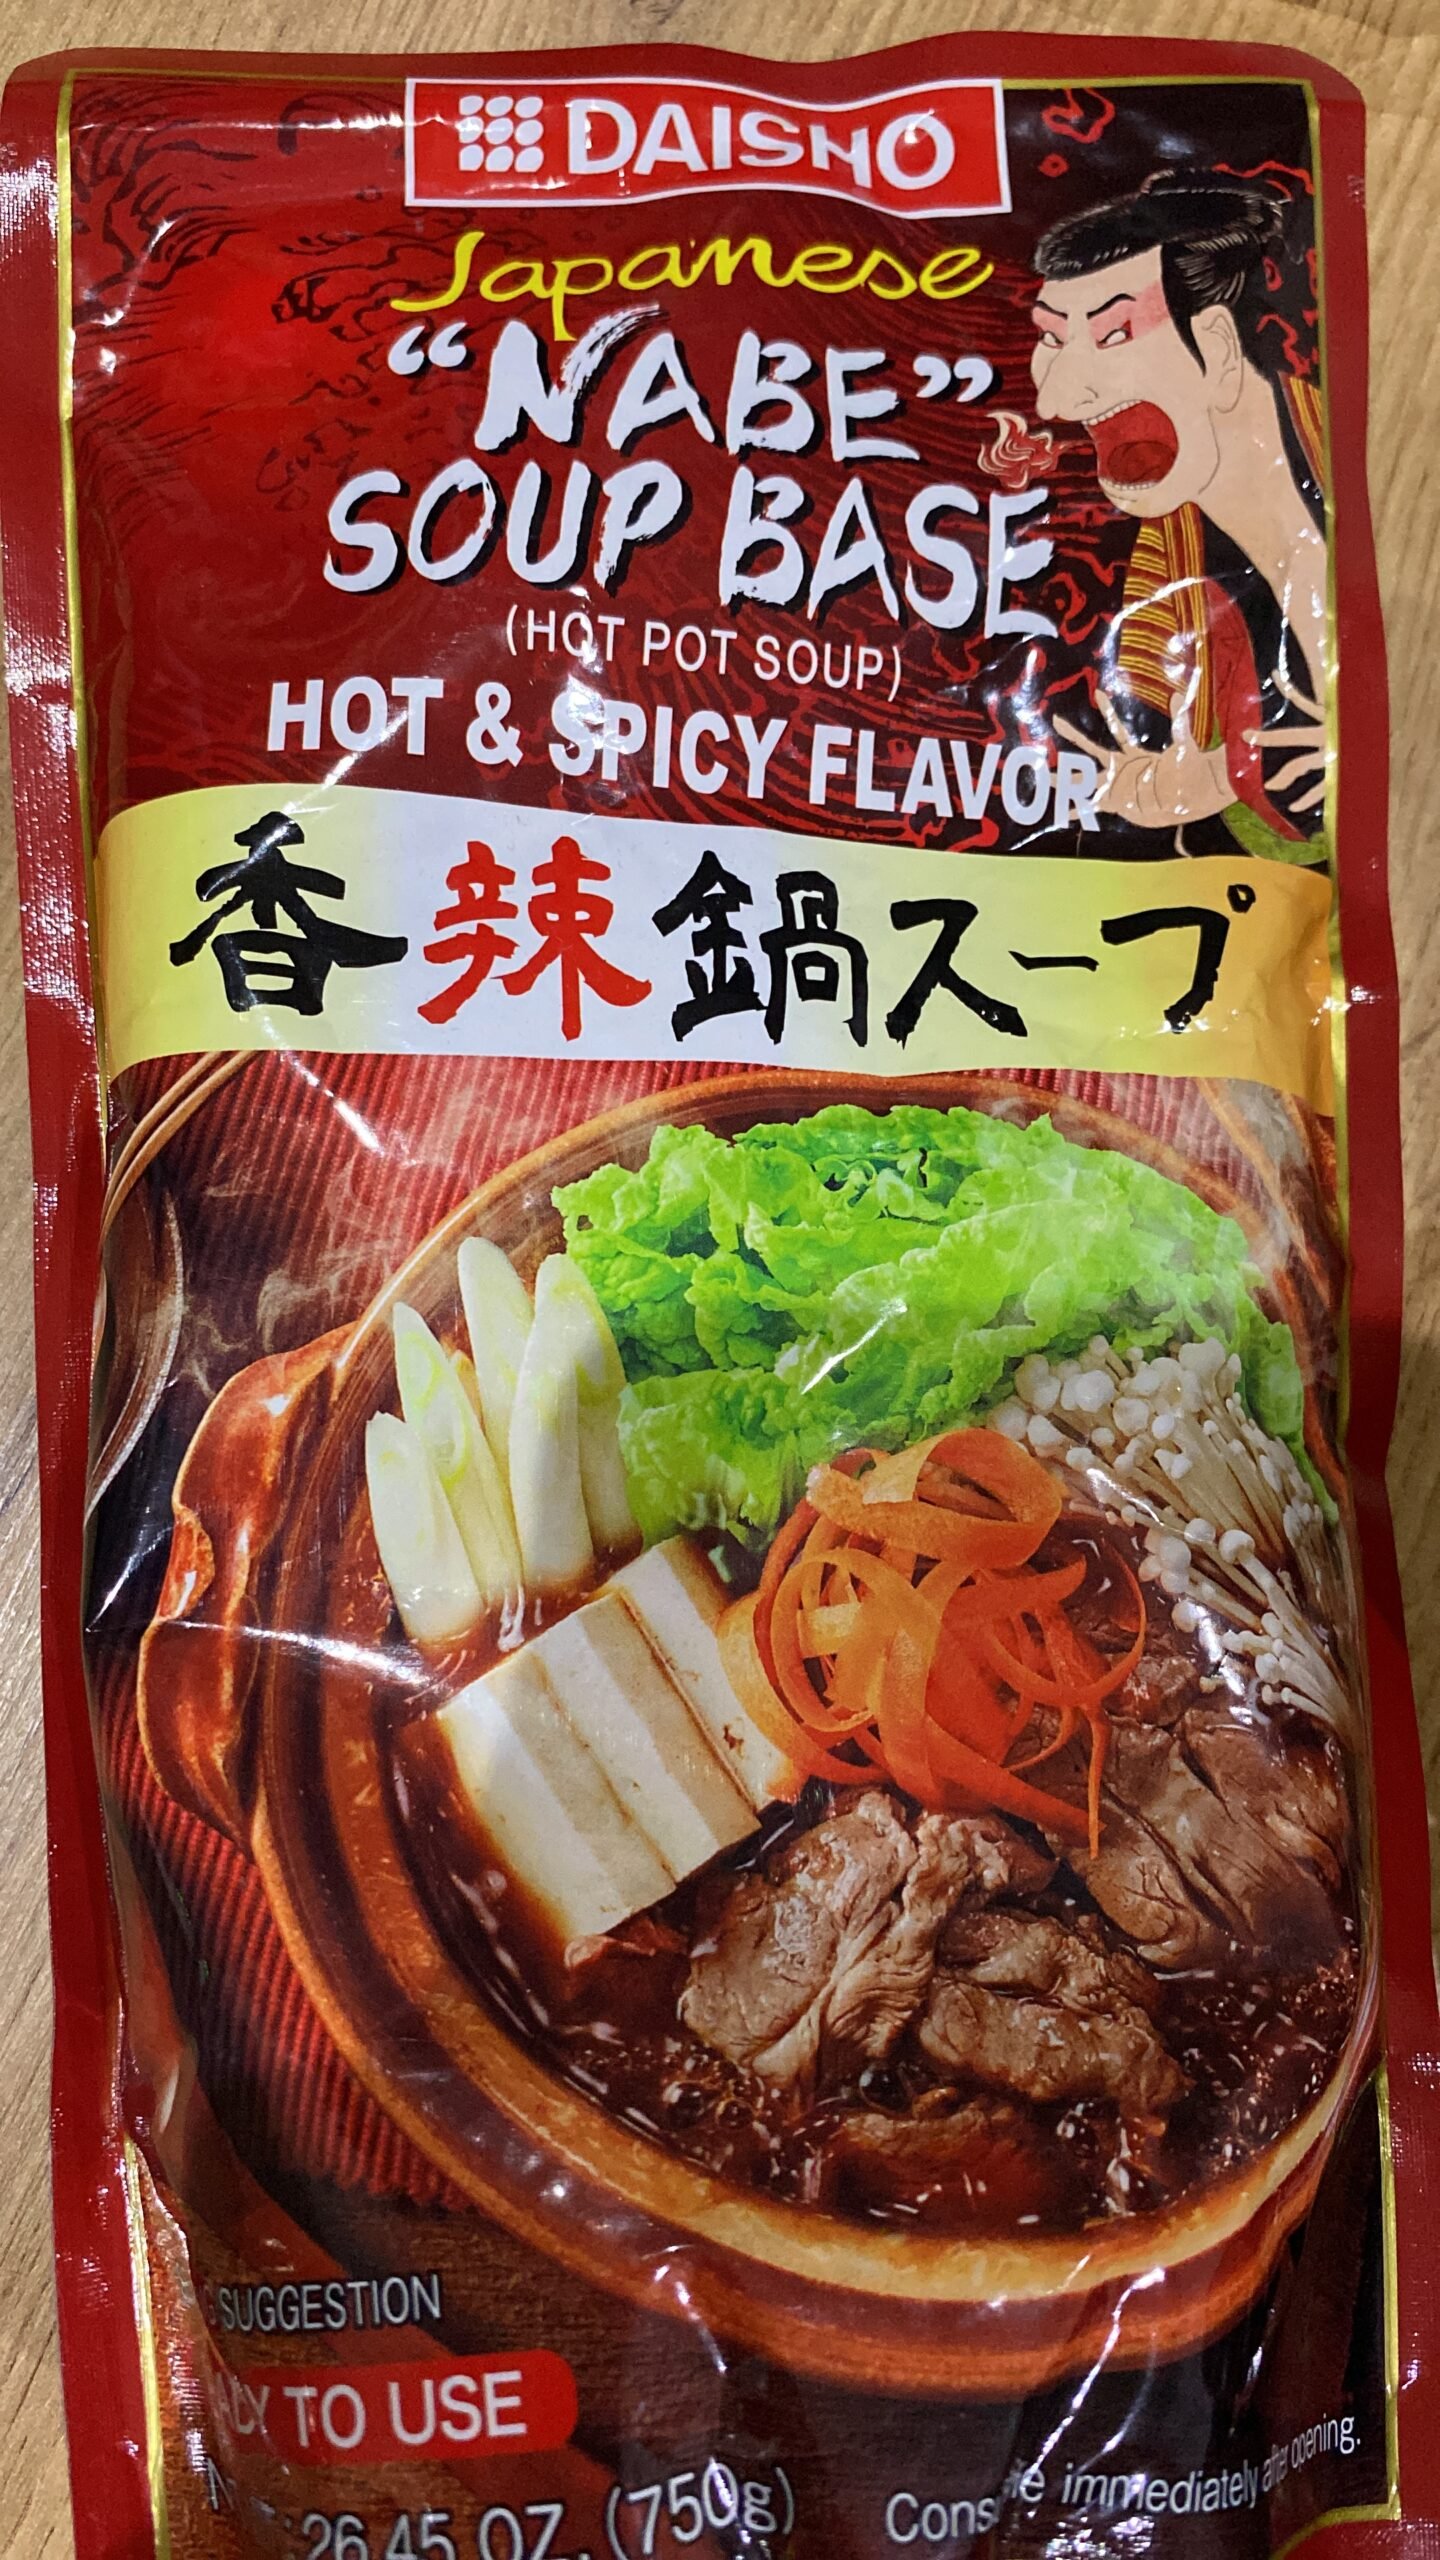 DAISHO
Japanese
“NABE”
SOUP BASE
(HOT POT SOUP)
HOT & SPICY FLAVOR
香辣鍋スープ
SUGGESTION
TO USE
26.45 OZ. (750g)
immediately after opening.